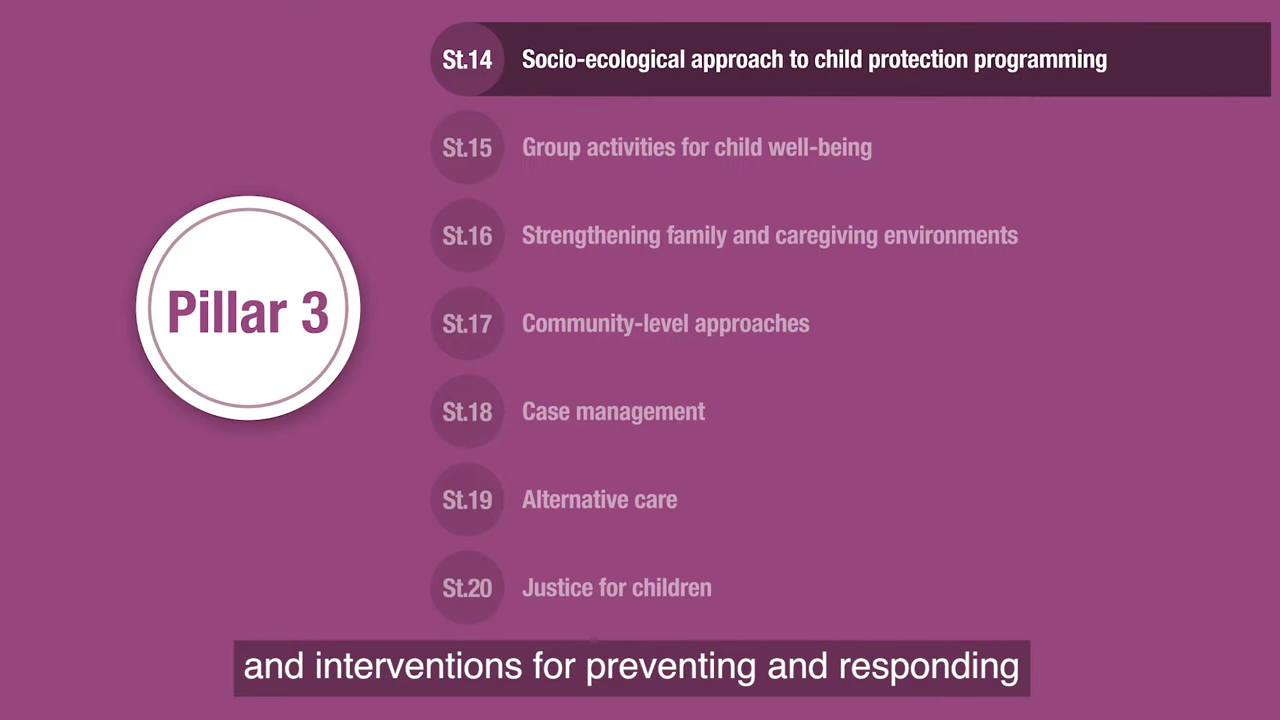 St.14 Socio-ecological approach to child protection programming
St.15 Group activities for child well-being
St.16 Strengthening family and caregiving environments
Pillar 3
St.17 Community-level approaches
St.18 Case management
St.19 Alternative care
St.20 Justice for children
and interventions for preventing and responding